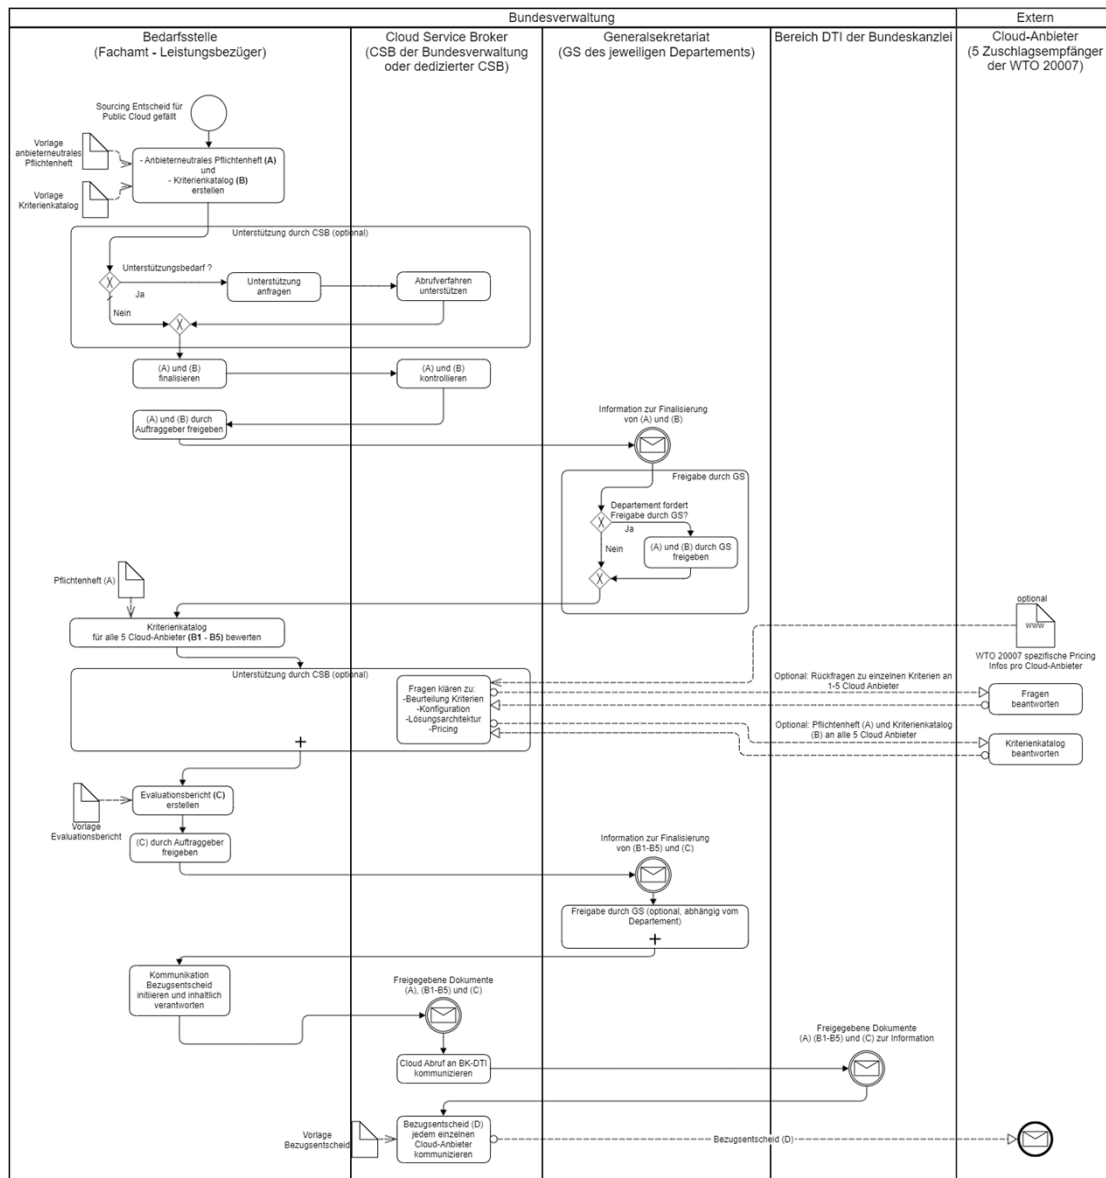 Bundesverwaltung
Extern
Bedarfsstelle
(Fachamt - Leistungsbezüger)
Cloud Service Broker
(CSB der Bundesverwaltung
oder dedizierter CSB)
Generalsekretariat
(GS des jeweiligen Departements)
Bereich DTI der Bundeskanzlei
Cloud-Anbieter
(5 Zuschlagsempfänger
der WTO 20007)
Sourcing Entscheid für
Public Cloud gefällt
Vorlage
anbieterneutrales
Pflichtenheft
- Anbieterneutrales Pflichtenheft (A)
und
- Kriterienkatalog (B)
erstellen
Vorlage
Kriterienkatalog
Unterstützung durch CSB (optional)
Unterstützungsbedarf ?
Ja
Nein
Unterstützung
anfragen
Abrufverfahren
unterstützen
(A) und (B)
finalisieren
(A) und (B)
kontrollieren
(A) und (B) durch
Auftraggeber freigeben
Information zur Finalisierung
von (A) und (B)
Freigabe durch GS
Departement fordert
Freigabe durch GS?
Ja
Nein
(A) und (B) durch GS
freigeben
Pflichtenheft (A)
Kriterienkatalog
für alle 5 Cloud-Anbieter (B1 - B5) bewerten
optional
www
WTO 20007 spezifische Pricing
Infos pro Cloud-Anbieter
Unterstützung durch CSB (optional)
Fragen klären zu:
-Beurteilung Kriterien
-Konfiguration
-Lösungsarchitektur
-Pricing
Optional: Rückfragen zu einzelnen Kriterien an
1-5 Cloud Anbieter
Fragen
beantworten
Optional: Pflichtenheft (A) und Kriterienkatalog
(B) an alle 5 Cloud Anbieter
Kriterienkatalog
beantworten
Evaluationsbericht (C)
erstellen
Vorlage
Evaluationsbericht
(C) durch Auftraggeber
freigeben
Information zur Finalisierung
von (B1-B5) und (C)
Freigabe durch GS (optional, abhängig vom
Departement)
Kommunikation
Bezugsentscheid
initiieren und inhaltlich
verantworten
Freigegebene Dokumente
(A), (B1-B5) und (C)
Cloud Abruf an BK-DTI
kommunizieren
Freigegebene Dokumente
(A) (B1-B5) und (C) zur Information
Vorlage
Bezugsentscheid
Bezugsentscheid (D)
jedem einzelnen
Cloud-Anbieter
kommunizieren
Bezugsentscheid (D)